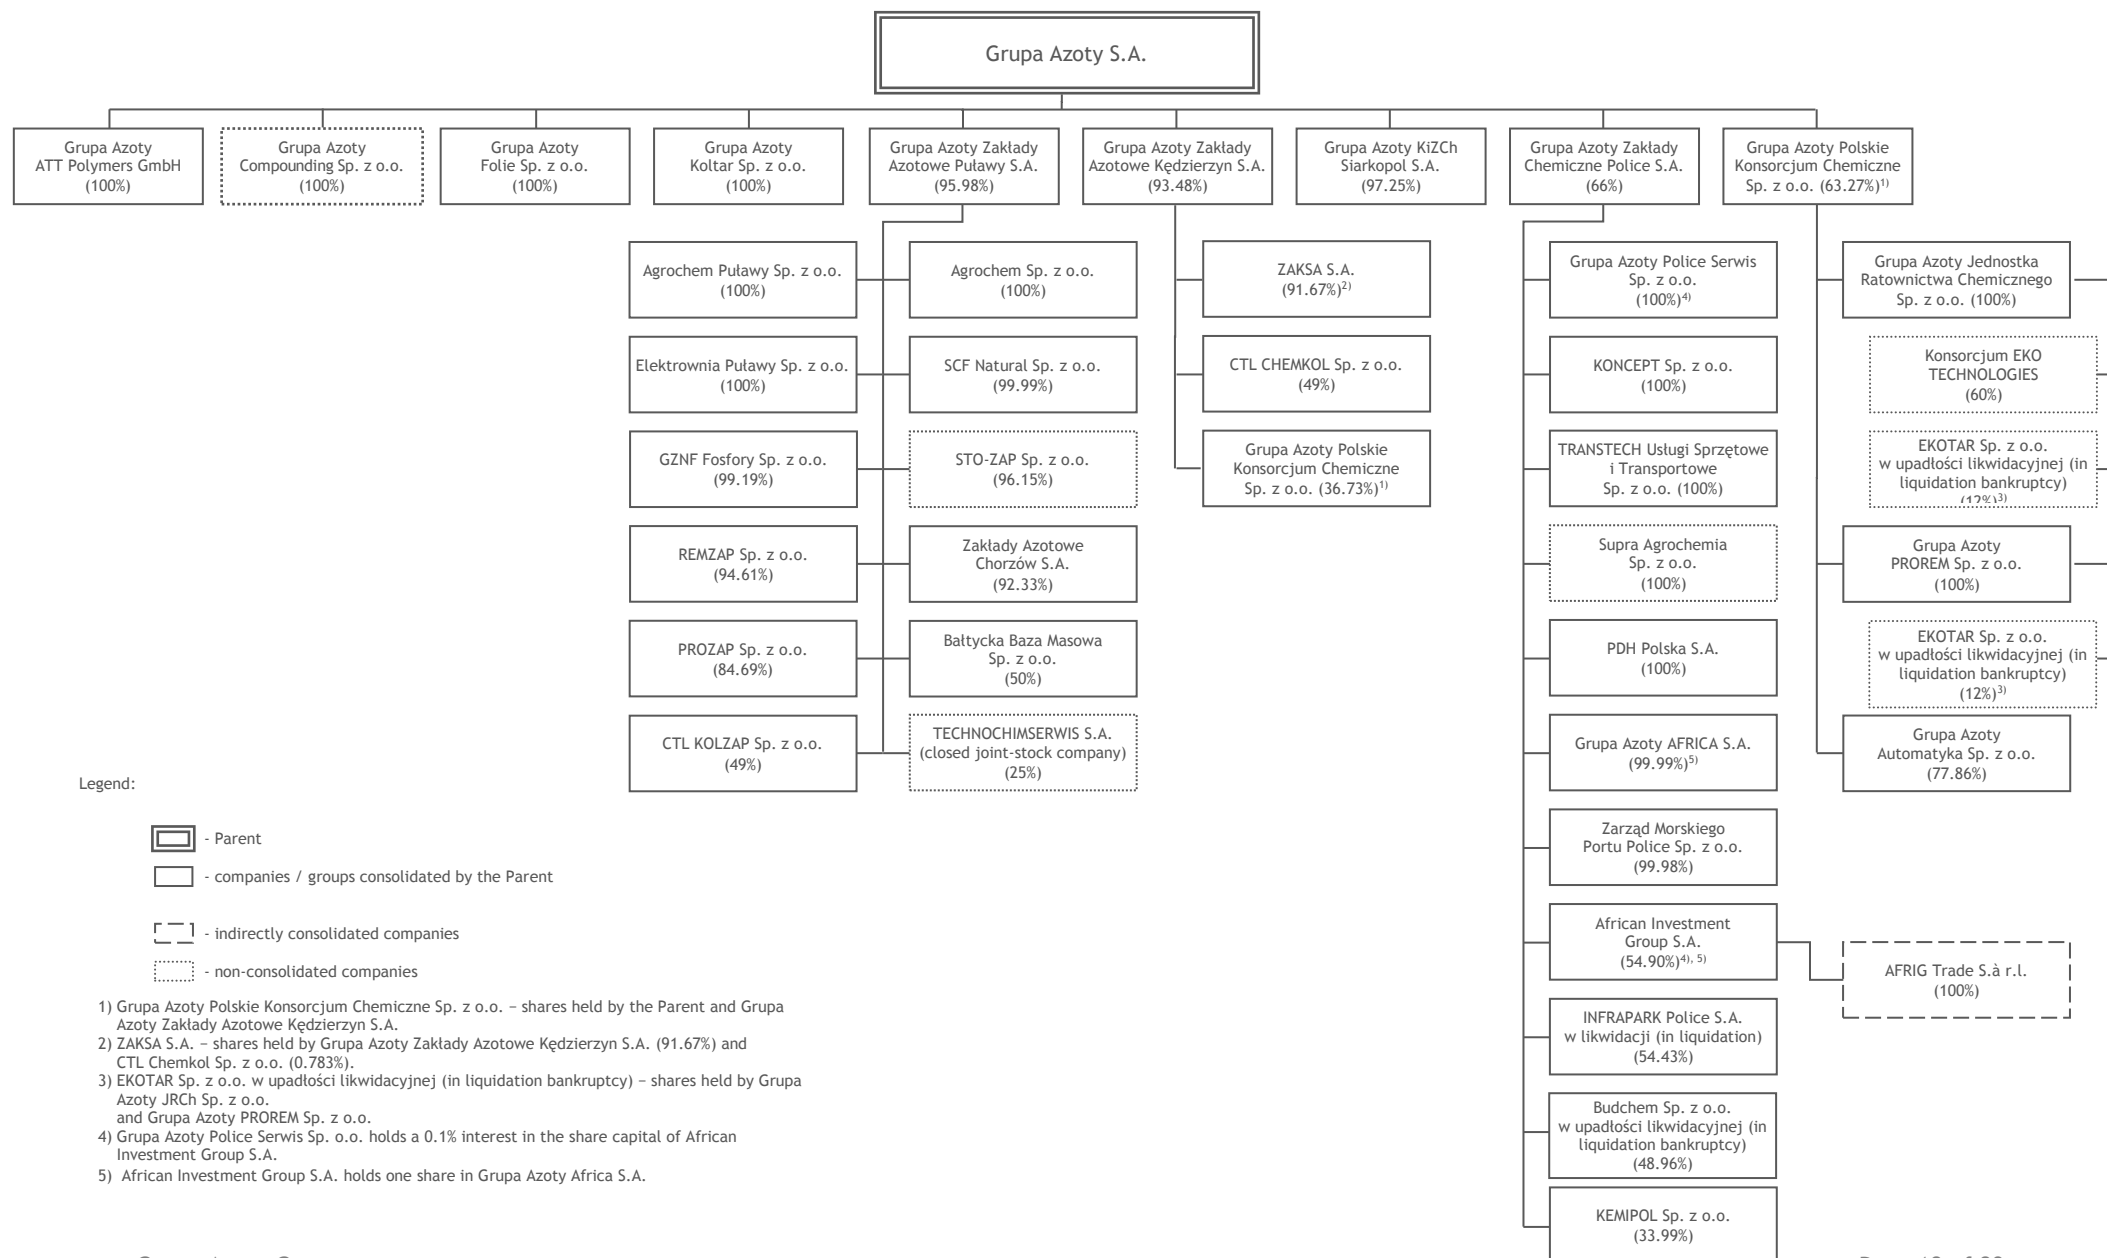 Grupa Azoty S.A.
Grupa Azoty
ATT Polymers GmbH
(100%)
Grupa Azoty
Compounding Sp. z o.o.
(100%)
Grupa Azoty
Folie Sp. z o.o.
(100%)
Grupa Azoty
Koltar Sp. z o.o.
(100%)
Grupa Azoty Zakłady
Azotowe Puławy S.A.
(95.98%)
Grupa Azoty Zakłady
Azotowe Kędzierzyn S.A.
(93.48%)
Grupa Azoty KiZCh
Siarkopol S.A.
(97.25%)
Grupa Azoty Zakłady
Chemiczne Police S.A.
(66%)
Grupa Azoty Polskie
Konsorcjum Chemiczne
Sp. z o.o. (63.27%)1)
Agrochem Puławy Sp. z o.o.
(100%)
Elektrownia Puławy Sp. z o.o.
(100%)
GZNF Fosfory Sp. z o.o.
(99.19%)
REMZAP Sp. z o.o.
(94.61%)
PROZAP Sp. z o.o.
(84.69%)
CTL KOLZAP Sp. z o.o.
(49%)
Agrochem Sp. z o.o.
(100%)
SCF Natural Sp. z o.o.
(99.99%)
STO-ZAP Sp. z o.o.
(96.15%)
Zakłady Azotowe
Chorzów S.A.
(92.33%)
Bałtycka Baza Masowa
Sp. z o.o.
(50%)
TECHNOCHIMSERWIS S.A.
(closed joint-stock company)
(25%)
ZAKSA S.A.
(91.67%)2)
CTL CHEMKOL Sp. z o.o.
(49%)
Grupa Azoty Polskie
Konsorcjum Chemiczne
Sp. z o.o. (36.73%)1)
Grupa Azoty Police Serwis
Sp. z o.o.
(100%)4)
KONCEPT Sp. z o.o.
(100%)
TRANSTECH Usługi Sprzętowe
i Transportowe
Sp. z o.o. (100%)
Supra Agrochemia
Sp. z o.o.
(100%)
PDH Polska S.A.
(100%)
Grupa Azoty AFRICA S.A.
(99.99%)5)
Zarząd Morskiego
Portu Police Sp. z o.o.
(99.98%)
African Investment
Group S.A.
(54.90%)4), 5)
INFRAPARK Police S.A.
w likwidacji (in liquidation)
(54.43%)
Budchem Sp. z o.o.
w upadłości likwidacyjnej (in
liquidation bankruptcy)
(48.96%)
KEMIPOL Sp. z o.o.
(33.99%)
Grupa Azoty Jednostka
Ratownictwa Chemicznego
Sp. z o.o. (100%)
Konsorcjum EKO
TECHNOLOGIES
(60%)
EKOTAR Sp. z o.o.
w upadłości likwidacyjnej (in
liquidation bankruptcy)
(12%)3)
Grupa Azoty
PROREM Sp. z o.o.
(100%)
EKOTAR Sp. z o.o.
w upadłości likwidacyjnej (in
liquidation bankruptcy)
(12%)3)
Grupa Azoty
Automatyka Sp. z o.o.
(77.86%)
AFRIG Trade S.à r.l.
(100%)
Legend:
- Parent
- companies / groups consolidated by the Parent
- indirectly consolidated companies
- non-consolidated companies
1) Grupa Azoty Polskie Konsorcjum Chemiczne Sp. z o.o. – shares held by the Parent and Grupa
Azoty Zakłady Azotowe Kędzierzyn S.A.
2) ZAKSA S.A. – shares held by Grupa Azoty Zakłady Azotowe Kędzierzyn S.A. (91.67%) and
CTL Chemkol Sp. z o.o. (0.783%).
3) EKOTAR Sp. z o.o. w upadłości likwidacyjnej (in liquidation bankruptcy) – shares held by Grupa
Azoty JRCh Sp. z o.o.
and Grupa Azoty PROREM Sp. z o.o.
4) Grupa Azoty Police Serwis Sp. o.o. holds a 0.1% interest in the share capital of African
Investment Group S.A.
5) African Investment Group S.A. holds one share in Grupa Azoty Africa S.A.